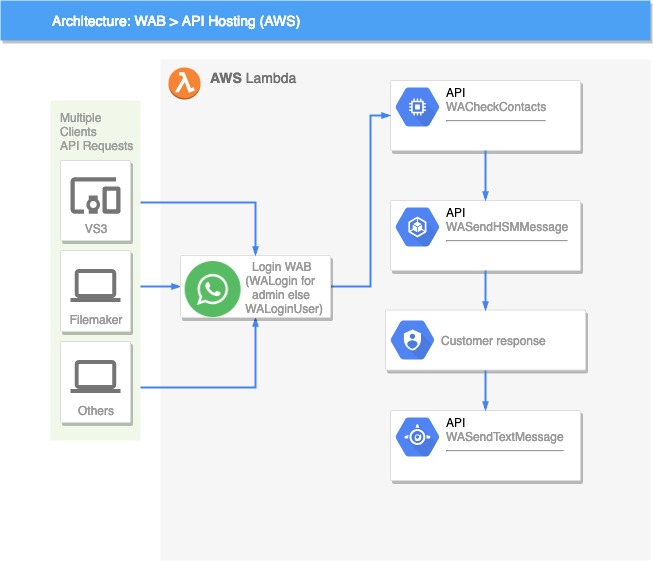 Architecture: WAB > API Hosting (AWS)
AWS Lambda
Multiple
Clients
API Requests
VS3
Filemaker
Others
Login WAB
(WALogin for
admin else
WALoginUser)
API
WACheckContacts
API
WASendHSMMessage
Customer response
API
WASendTextMessage